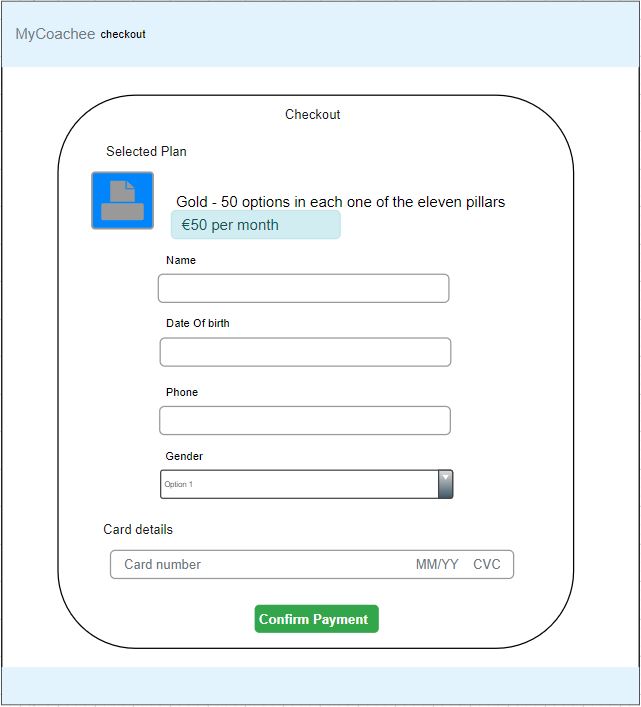 MyCoachee checkout
Checkout
Selected Plan
Gold - 50 options in each one of the eleven pillars
€50 per month
Name
Date Of birth
Phone
Gender
Option 1
Card details
Card number MM/YY CVC
Confirm Payment